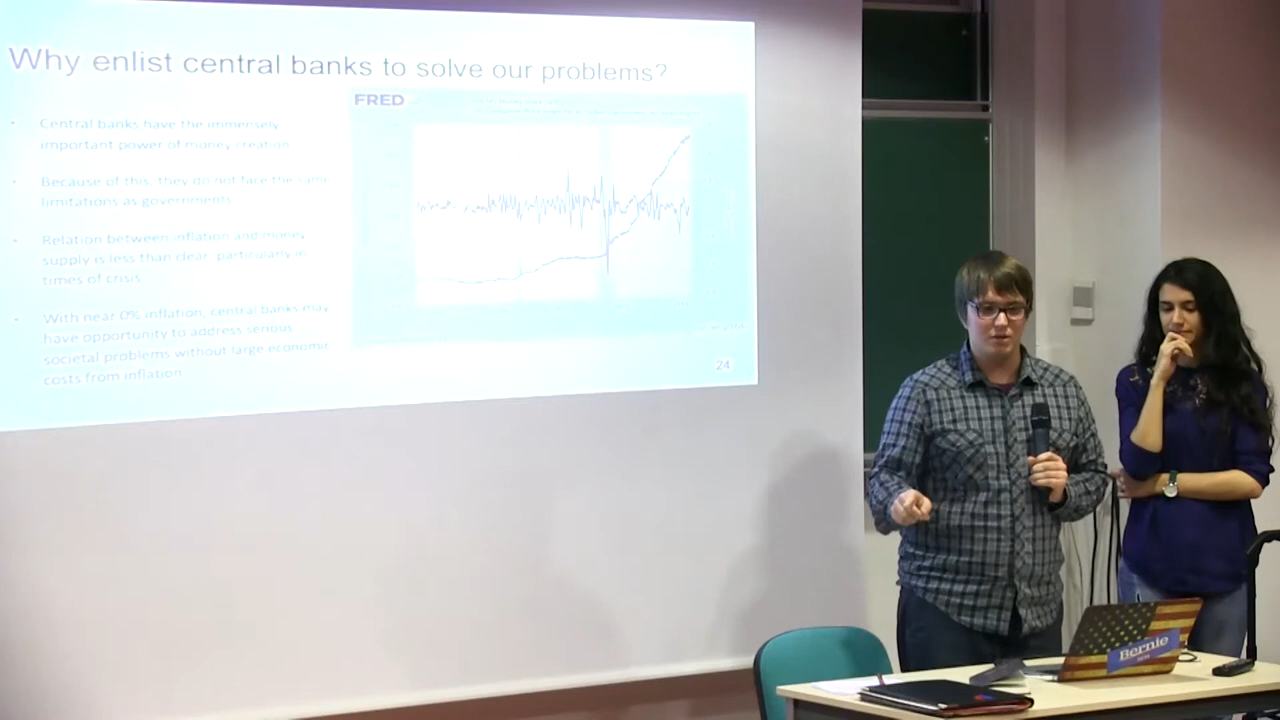 Why enlist central banks to solve our problems?
• Central banks have the immensely
important power of money creation
• Because of this, they do not face the same
limitations as governments
• Relation between inflation and money
supply is less than clear, particularly in
times of crisis
• With near 0% inflation, central banks may
have opportunity to address serious
societal problems without large economic
costs from inflation
FRED
24
Bernie